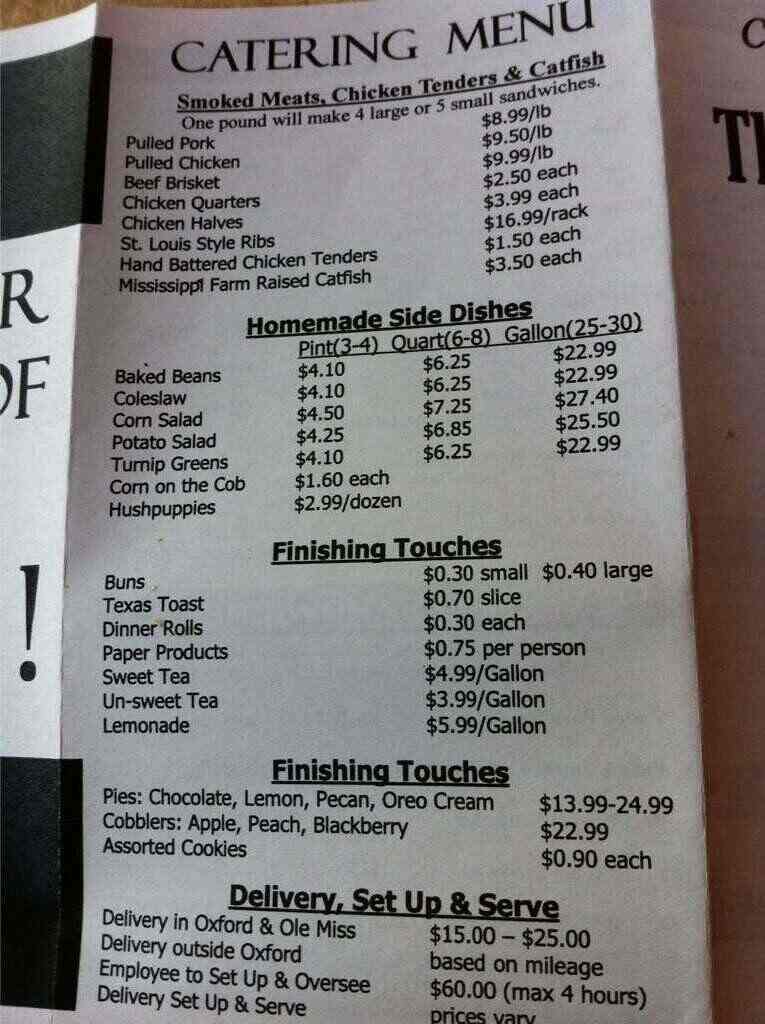 CATERING MENU
Smoked Meats, Chicken Tenders & Catfish
One pound will make 4 large or 5 small sandwiches.
Pulled Pork $8.99/lb
Pulled Chicken $9.50/lb
Beef Brisket $9.99/lb
Chicken Quarters $2.50 each
Chicken Halves $3.99 each
St. Louis Style Ribs $16.99/rack
Hand Battered Chicken Tenders $1.50 each
Mississippi Farm Raised Catfish $3.50 each
Homemade Side Dishes
Pint(3-4) Quart(6-8) Gallon(25-30)
Baked Beans $4.10 $6.25 $22.99
Coleslaw $4.10 $6.25 $22.99
Corn Salad $4.50 $7.25 $27.40
Potato Salad $4.25 $6.85 $25.50
Turnip Greens $4.10 $6.25 $22.99
Corn on the Cob $1.60 each
Hushpuppies $2.99/dozen
Finishing Touches
Buns $0.30 small $0.40 large
Texas Toast $0.70 slice
Dinner Rolls $0.30 each
Paper Products $0.75 per person
Sweet Tea $4.99/Gallon
Un-sweet Tea $3.99/Gallon
Lemonade $5.99/Gallon
Finishing Touches
Pies: Chocolate, Lemon, Pecan, Oreo Cream $13.99-24.99
Cobblers: Apple, Peach, Blackberry $22.99
Assorted Cookies $0.90 each
Delivery, Set Up & Serve
Delivery in Oxford & Ole Miss $15.00 – $25.00
Delivery outside Oxford based on mileage
Employee to Set Up & Oversee $60.00 (max 4 hours)
Delivery Set Up & Serve prices vary
R
OF
!